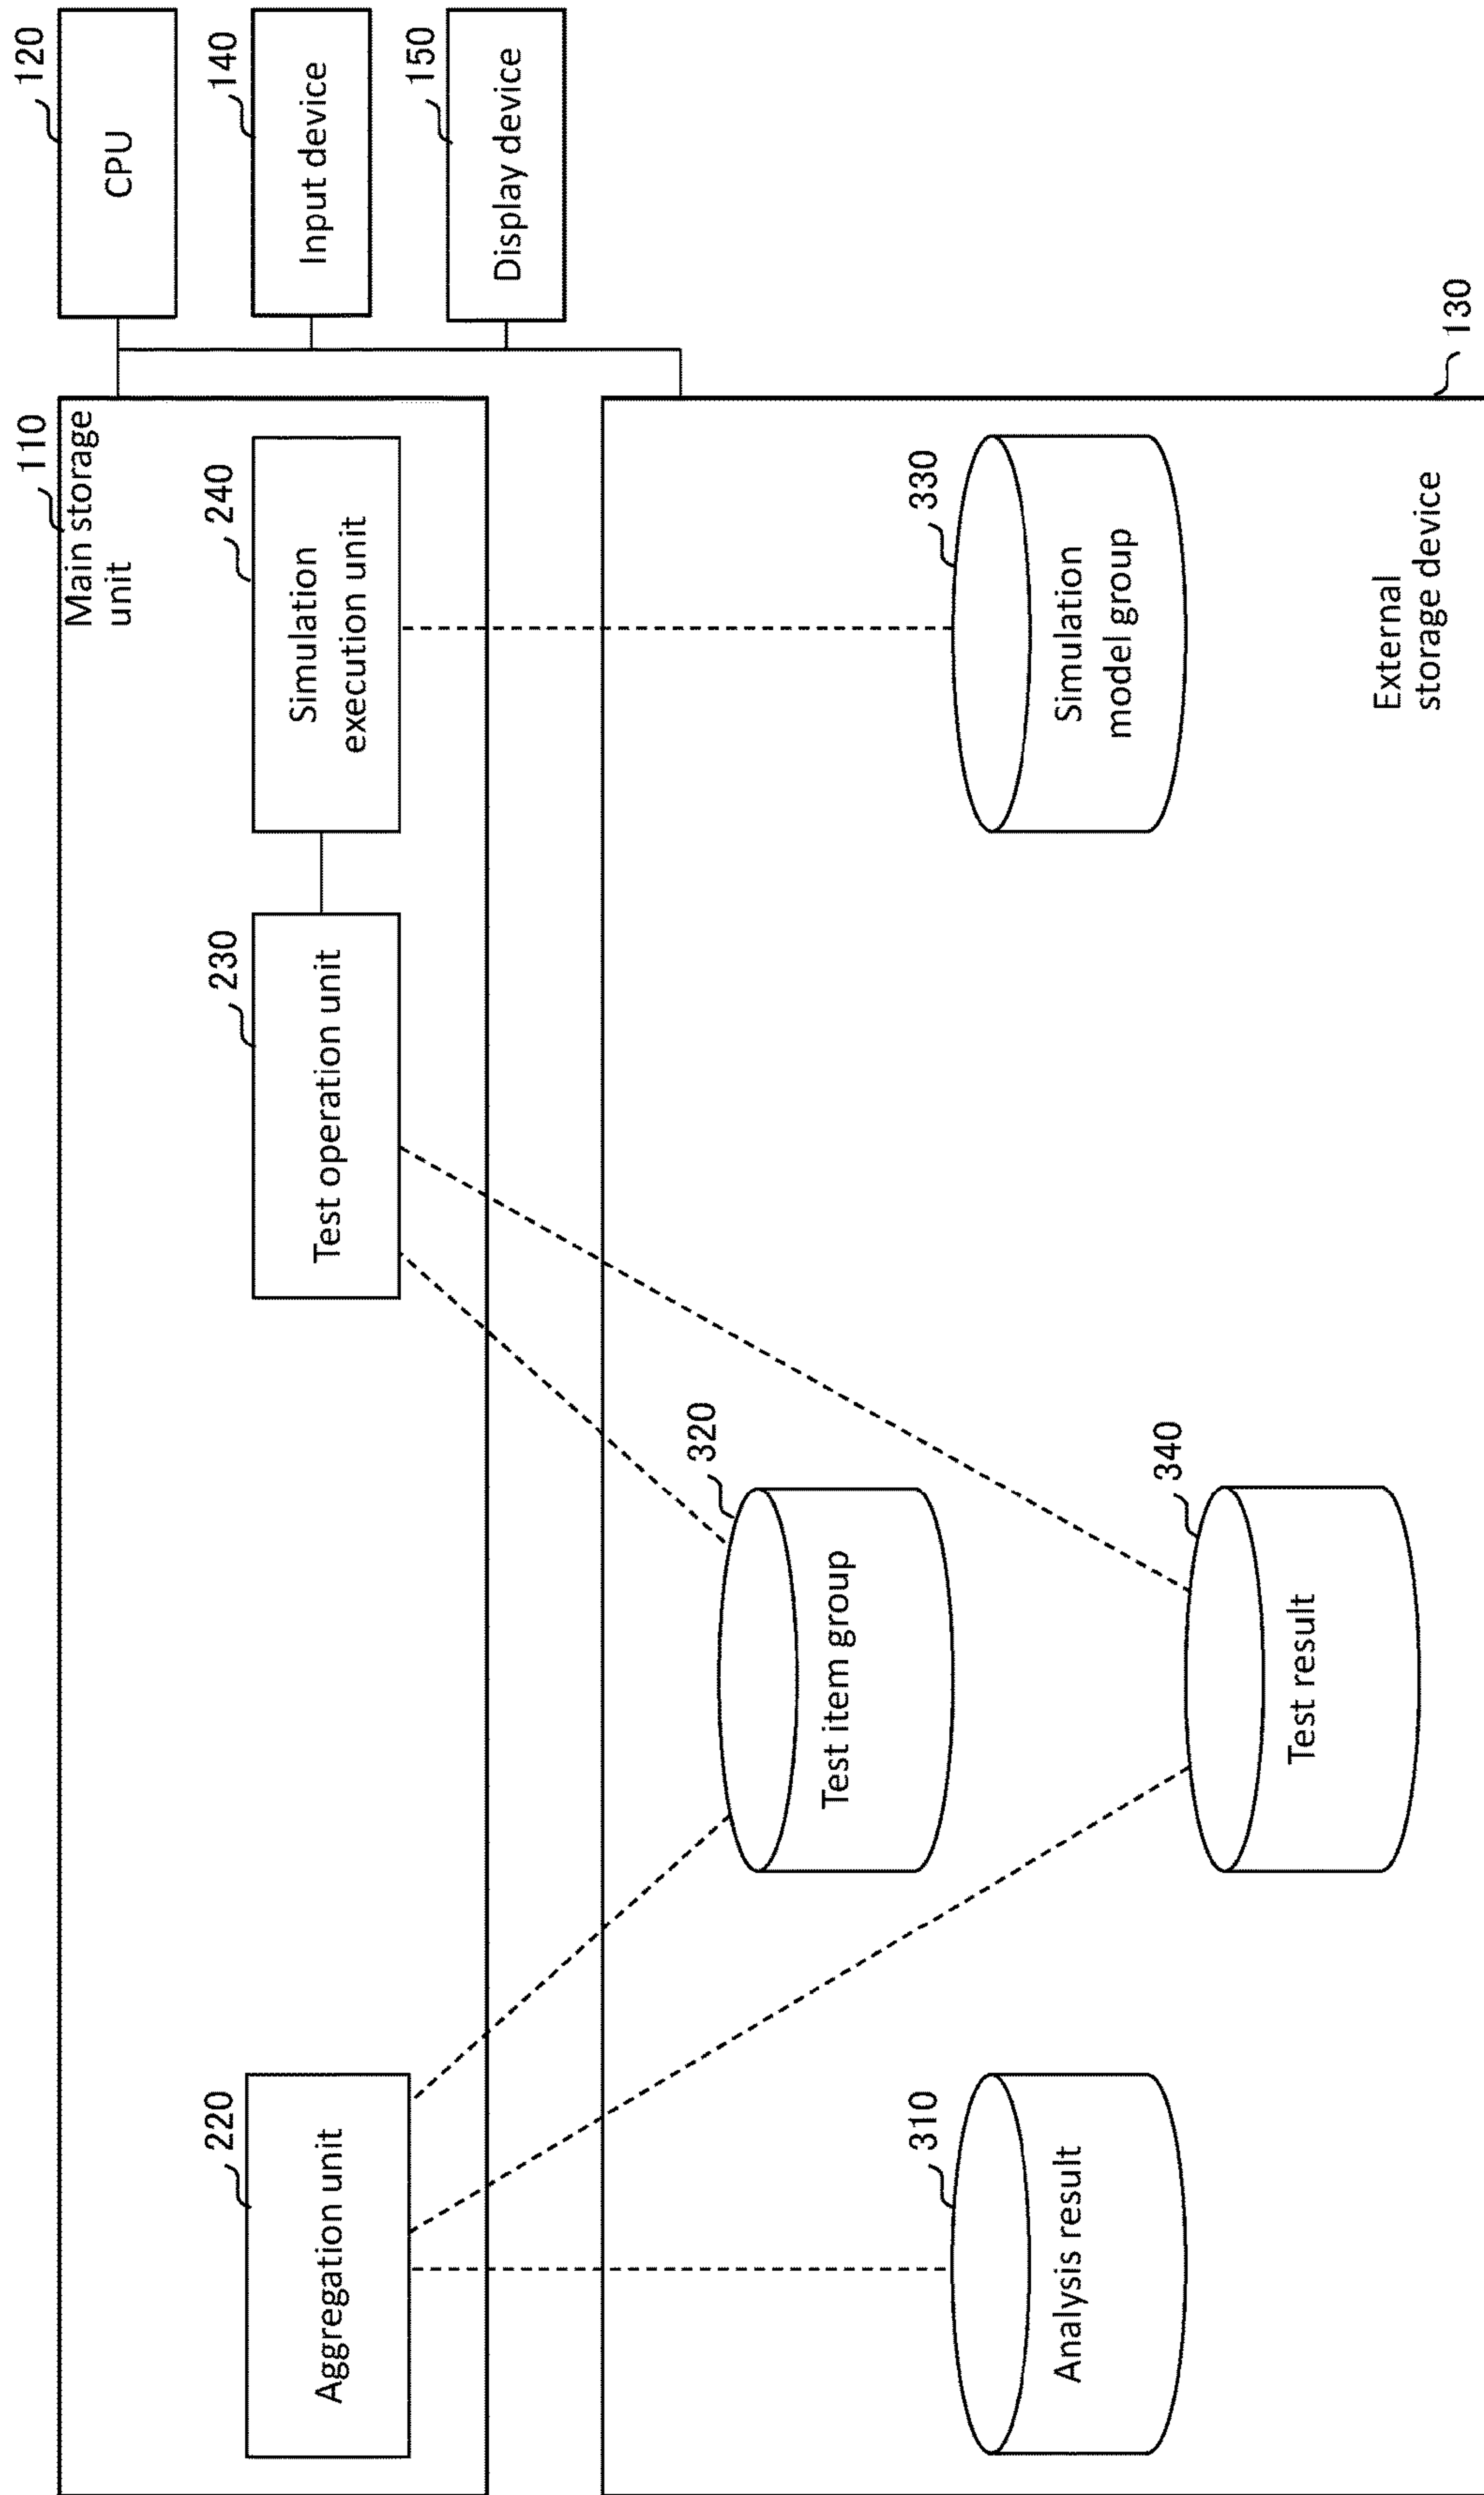 110
Main storage
unit
220
Aggregation unit
230
Test operation unit
240
Simulation
execution unit
120
CPU
140
Input device
150
Display device
320
Test item group
310
Analysis result
340
Test result
330
Simulation
model group
External
storage device
130